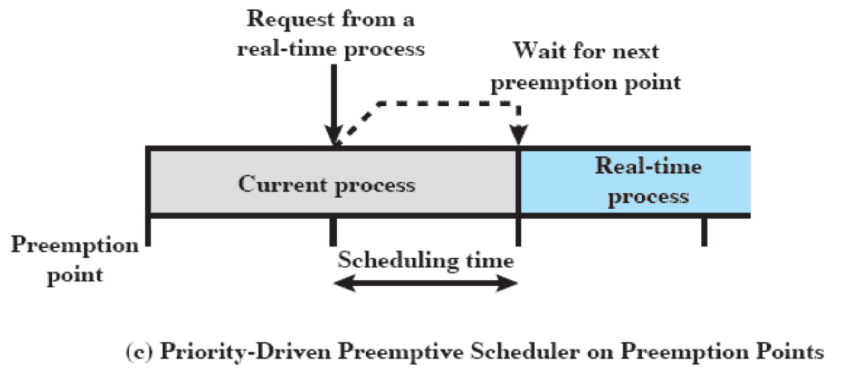 Request from a
real-time process
Wait for next
preemption point
Current process
Real-time
process
Preemption
point
Scheduling time
(c) Priority-Driven Preemptive Scheduler on Preemption Points